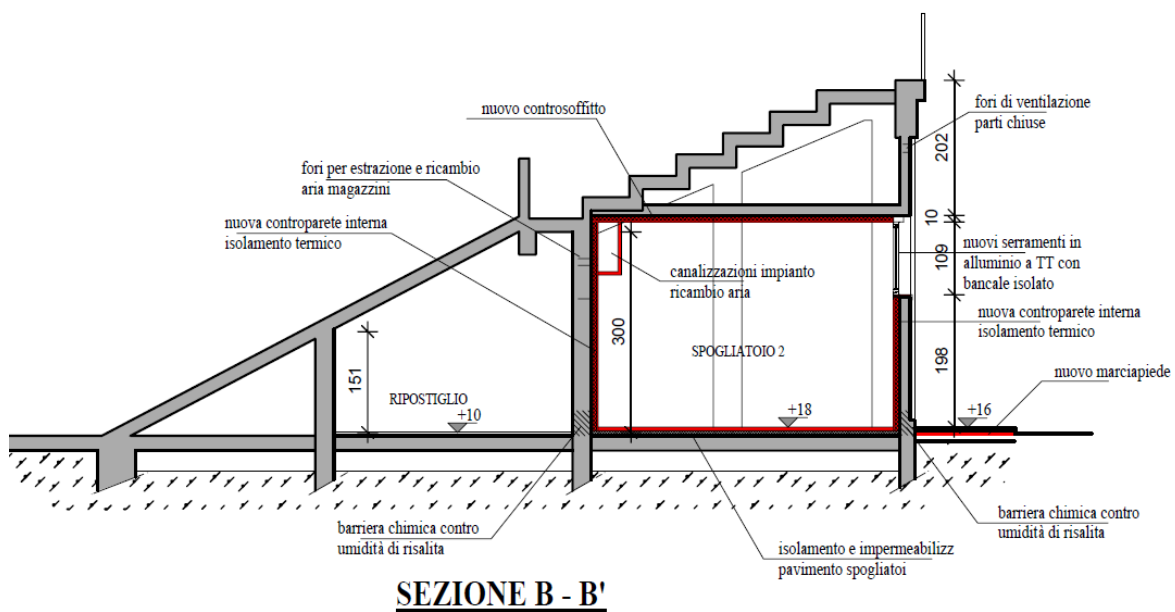 nuovo controsoffitto
fori di ventilazione
parti chiuse
202
fori per estrazione e ricambio
aria magazzini
nuova controparete interna
isolamento termico
10
nuovi serramenti in
alluminio a TT con
bancale isolato
109
canalizzazioni impianto
ricambio aria
nuova controparete interna
isolamento termico
300
SPOGLIATOIO 2
198
151
nuovo marciapiede
RIPOSTIGLIO
+10
+18
+16
barriera chimica contro
umidità di risalita
barriera chimica contro
umidità di risalita
isolamento e impermeabilizz
pavimento spogliatoi
SEZIONE B - B'